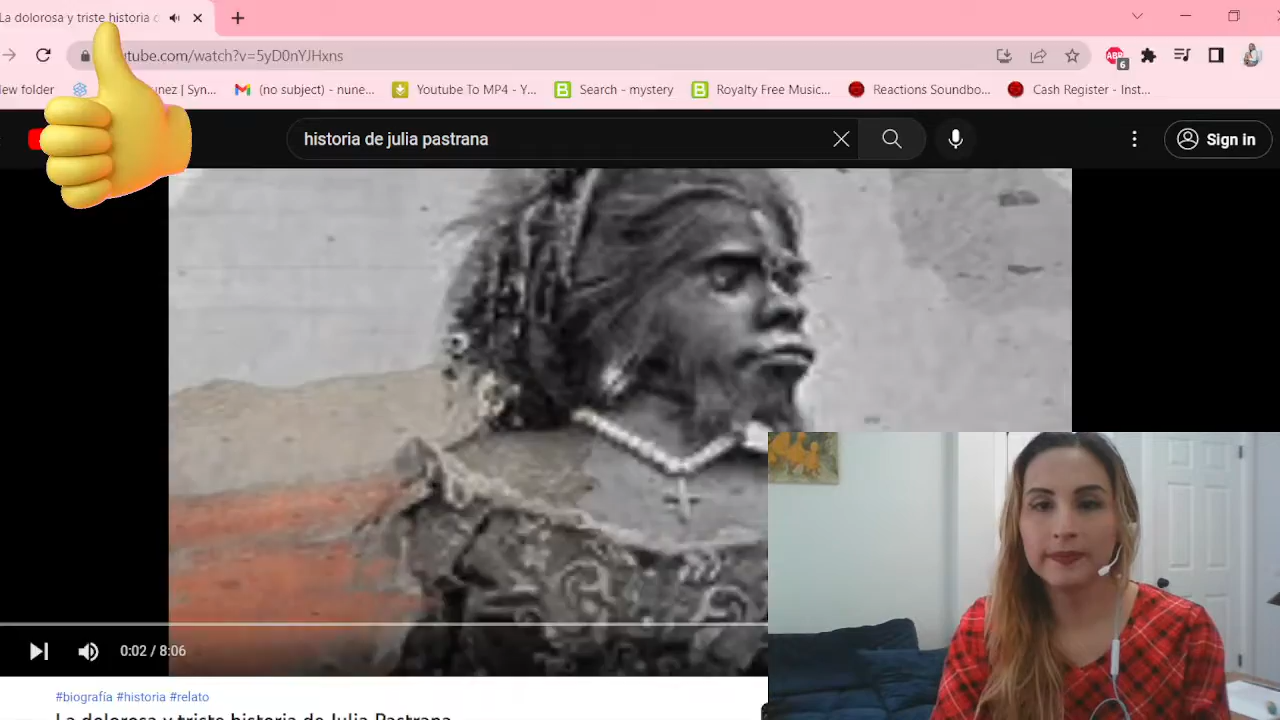 La dolorosa y triste historia
utube.com/watch?v=5yD0nYJHxns
6
ew folder
unez | Syn...
(no subject) - nune...
Youtube To MP4 - Y...
Search - mystery
Royalty Free Music...
Reactions Soundbo...
Cash Register - Inst...
historia de julia pastrana
Sign in
0:02 / 8:06
#biografía #historia #relato
La dolorosa y triste historia de Julia Pastrana